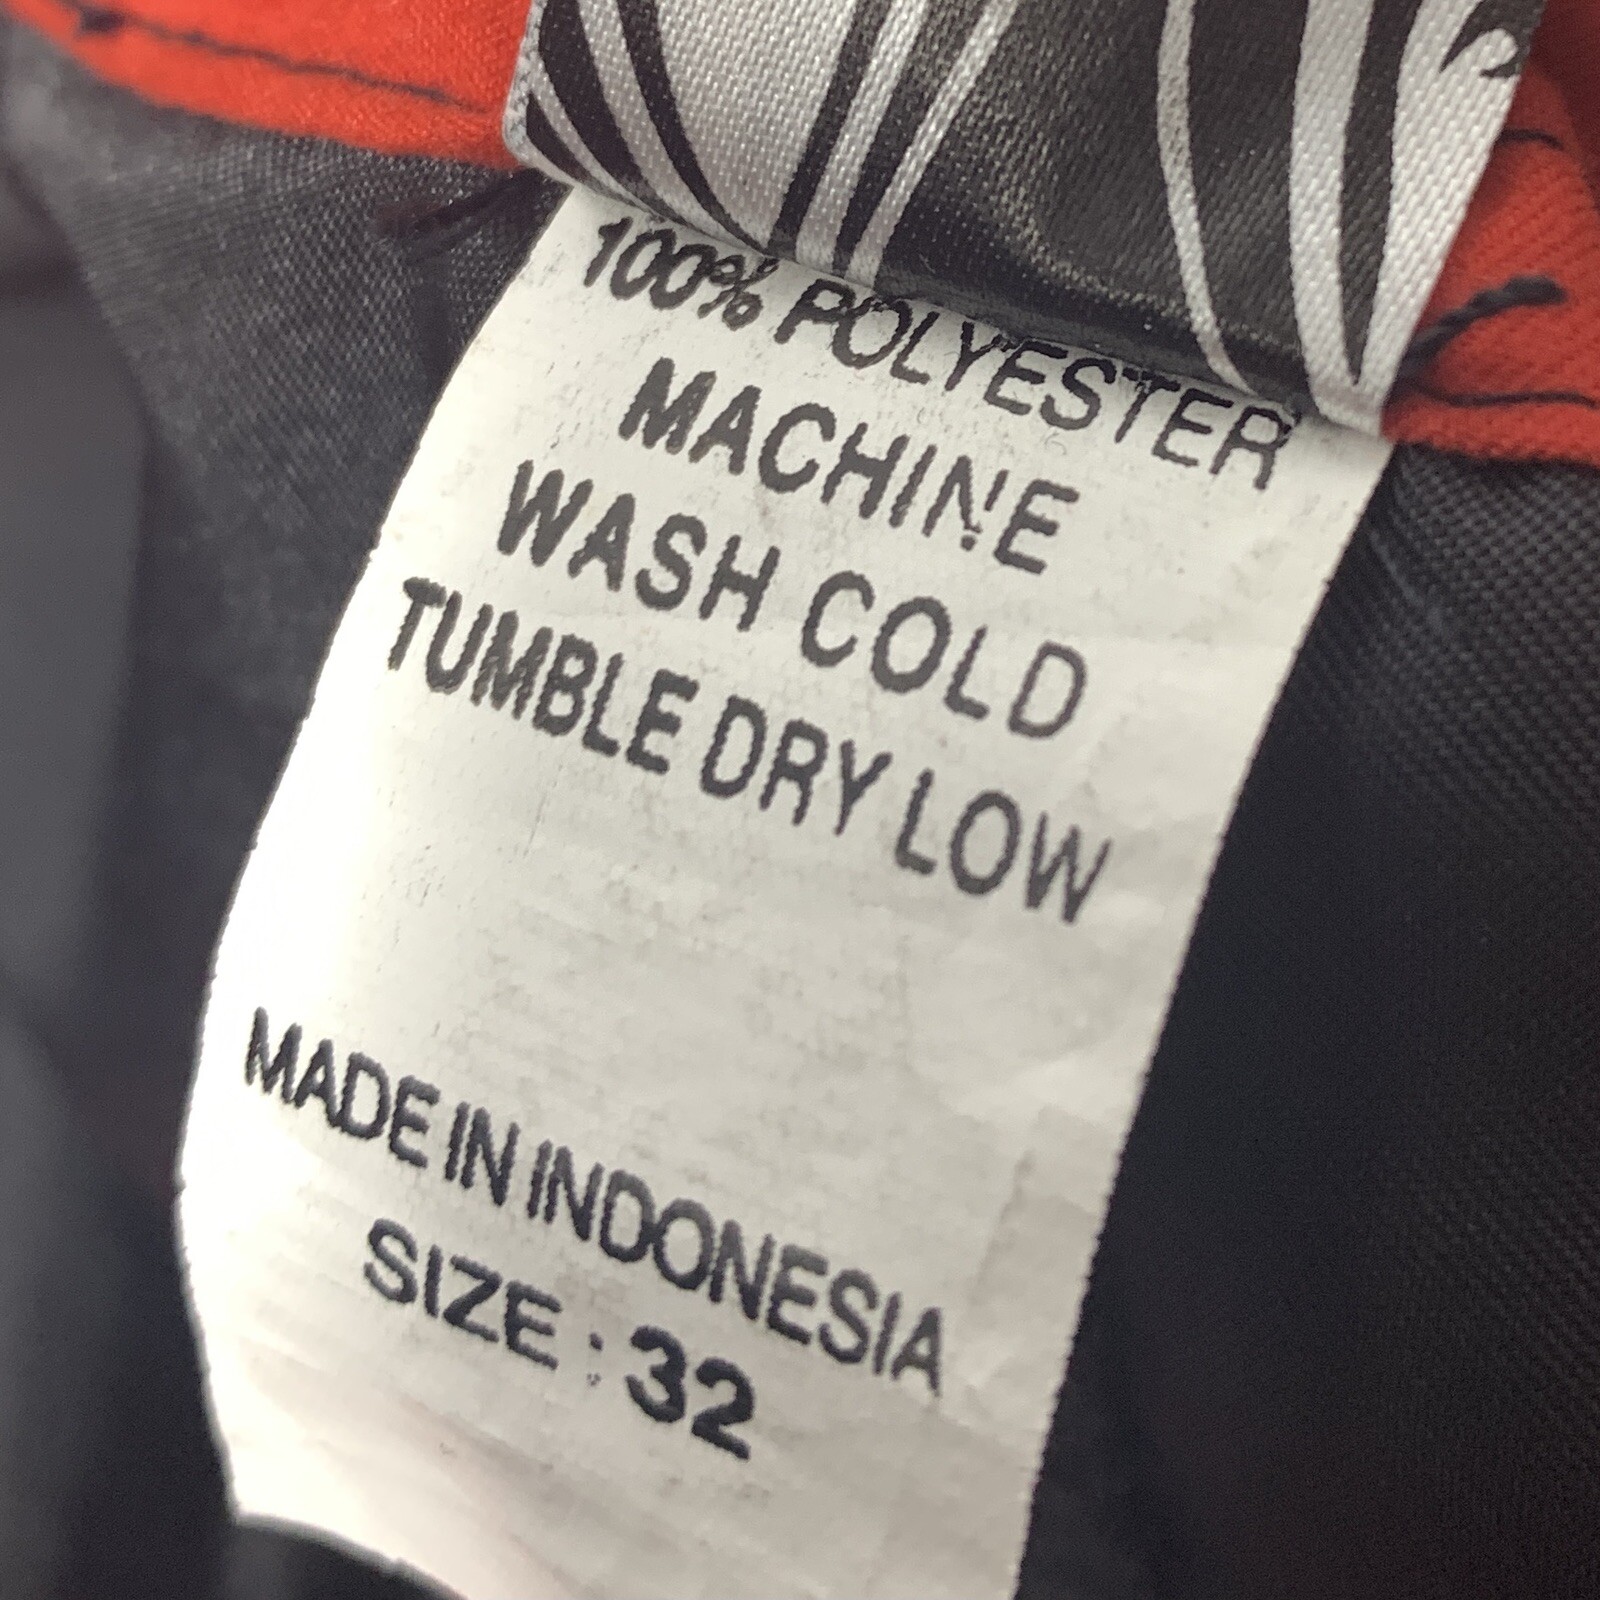 100% POLYESTER
MACHINE
WASH COLD
TUMBLE DRY LOW
MADE IN INDONESIA
SIZE : 32